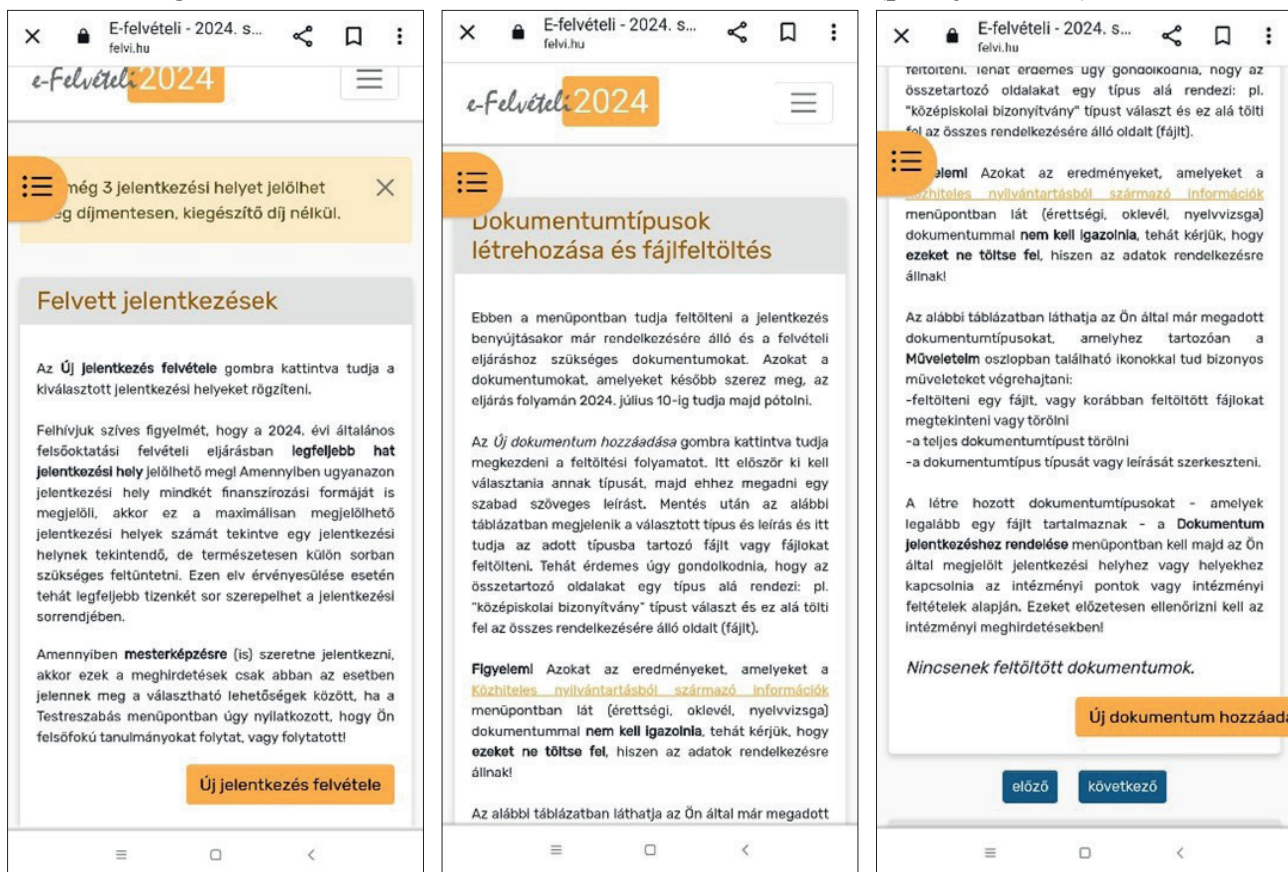 E-felvételi - 2024. s...
felvi.hu
e-Felvételi 2024
még 3 jelentkezési helyet jelölhet
díjmentesen, kiegészítő díj nélkül.
Felvett jelentkezések
Az Új jelentkezés felvétele gombra kattintva tudja a
kiválasztott jelentkezési helyeket rögzíteni.
Felhívjuk szíves figyelmét, hogy a 2024. évi általános
felsőoktatási felvételi eljárásban legfeljebb hat
jelentkezési hely jelölhető meg! Amennyiben ugyanazon
jelentkezési hely mindkét finanszírozási formáját is
megjelöli, akkor ez a maximálisan megjelölhető
jelentkezési helyek számát tekintve egy jelentkezési
helynek tekintendő, de természetesen külön sorban
szükséges feltüntetni. Ezen elv érvényesülése esetén
tehát legfeljebb tizenkét sor szerepelhet a jelentkezési
sorrendjében.
Amennyiben mesterképzésre (is) szeretne jelentkezni,
akkor ezek a meghirdetések csak abban az esetben
jelennek meg a választható lehetőségek között, ha a
Testreszabás menüpontban úgy nyilatkozott, hogy Ön
felsőfokú tanulmányokat folytat, vagy folytatott!
Új jelentkezés felvétele
E-felvételi - 2024. s...
felvi.hu
e-Felvételi 2024
Dokumentumtípusok
létrehozása és fájlfeltöltés
Ebben a menüpontban tudja feltölteni a jelentkezés
benyújtásakor már rendelkezésére álló és a felvételi
eljáráshoz szükséges dokumentumokat. Azokat a
dokumentumokat, amelyeket később szerez meg, az
eljárás folyamán 2024. július 10-ig tudja majd pótolni.
Az Új dokumentum hozzáadása gombra kattintva tudja
megkezdeni a feltöltési folyamatot. Itt először ki kell
választania annak típusát, majd ehhez megadni egy
szabad szöveges leírást. Mentés után az alábbi
táblázatban megjelenik a választott típus és leírás és itt
tudja az adott típusba tartozó fájlt vagy fájlokat
feltölteni. Tehát érdemes úgy gondolkodnia, hogy az
összetartozó oldalakat egy típus alá rendezi: pl.
"középiskolai bizonyítvány" típust választ és ez alá tölti
fel az összes rendelkezésére álló oldalt (fájlt).
Figyelem! Azokat az eredményeket, amelyeket a
Közhiteles nyilvántartásból származó információk
menüpontban lát (érettségi, oklevél, nyelvvizsga)
dokumentummal nem kell igazolnia, tehát kérjük, hogy
ezeket ne töltse fel, hiszen az adatok rendelkezésre
állnak!
Az alábbi táblázatban láthatja az Ön által már megadott
E-felvételi - 2024. s...
felvi.hu
feltölteni. Tehát érdemes úgy gondolkodnia, hogy az
összetartozó oldalakat egy típus alá rendezi: pl.
"középiskolai bizonyítvány" típust választ és ez alá tölti
fel az összes rendelkezésére álló oldalt (fájlt).
Azokat az eredményeket, amelyeket a
Közhiteles nyilvántartásból származó információk
menüpontban lát (érettségi, oklevél, nyelvvizsga)
dokumentummal nem kell igazolnia, tehát kérjük, hogy
ezeket ne töltse fel, hiszen az adatok rendelkezésre
állnak!
Az alábbi táblázatban láthatja az Ön által már megadott
dokumentumtípusokat, amelyhez tartozóan a
Műveleteim oszlopban található ikonokkal tud bizonyos
műveleteket végrehajtani:
-feltölteni egy fájlt, vagy korábban feltöltött fájlokat
megtekinteni vagy törölni
-a teljes dokumentumtípust törölni
-a dokumentumtípus típusát vagy leírását szerkeszteni.
A létre hozott dokumentumtípusokat - amelyek
legalább egy fájlt tartalmaznak - a Dokumentum
jelentkezéshez rendelése menüpontban kell majd az Ön
által megjelölt jelentkezési helyhez vagy helyekhez
kapcsolnia az intézményi pontok vagy intézményi
feltételek alapján. Ezeket előzetesen ellenőrizni kell az
intézményi meghirdetésekben!
Nincsenek feltöltött dokumentumok.
Új dokumentum hozzáad
előző következő